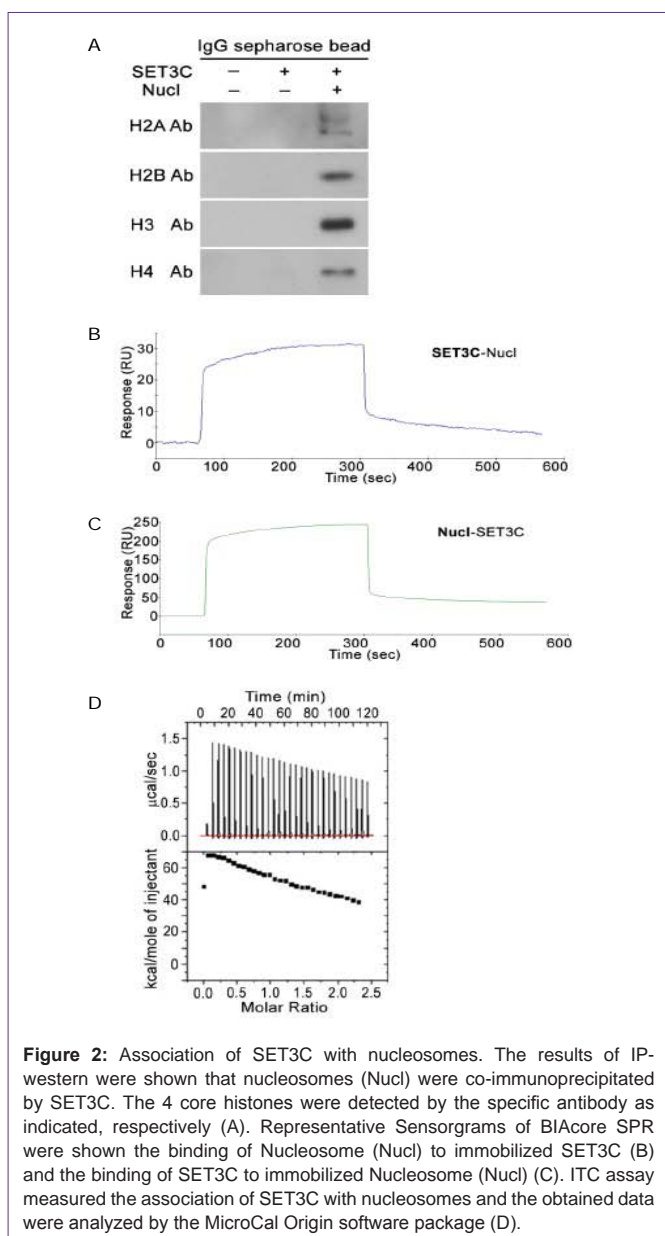 A
IgG sepharose bead
SET3C – + +
Nucl – – +
H2A Ab
H2B Ab
H3 Ab
H4 Ab
B
Response (RU)
30
20
10
0
SET3C-Nucl
0 100 200 300 400 500 600
Time (sec)
C
Response (RU)
250
200
150
100
50
0
Nucl-SET3C
0 100 200 300 400 500 600
Time (sec)
D
Time (min)
0 10 20 30 40 50 60 70 80 90 100 110 120
µcal/sec
1.5
1.0
0.5
0.0
kcal/mole of injectant
60
40
20
0
0.0 0.5 1.0 1.5 2.0 2.5
Molar Ratio
Figure 2: Association of SET3C with nucleosomes. The results of IP-
western were shown that nucleosomes (Nucl) were co-immunoprecipitated
by SET3C. The 4 core histones were detected by the specific antibody as
indicated, respectively (A). Representative Sensorgrams of BIAcore SPR
were shown the binding of Nucleosome (Nucl) to immobilized SET3C (B)
and the binding of SET3C to immobilized Nucleosome (Nucl) (C). ITC assay
measured the association of SET3C with nucleosomes and the obtained data
were analyzed by the MicroCal Origin software package (D).